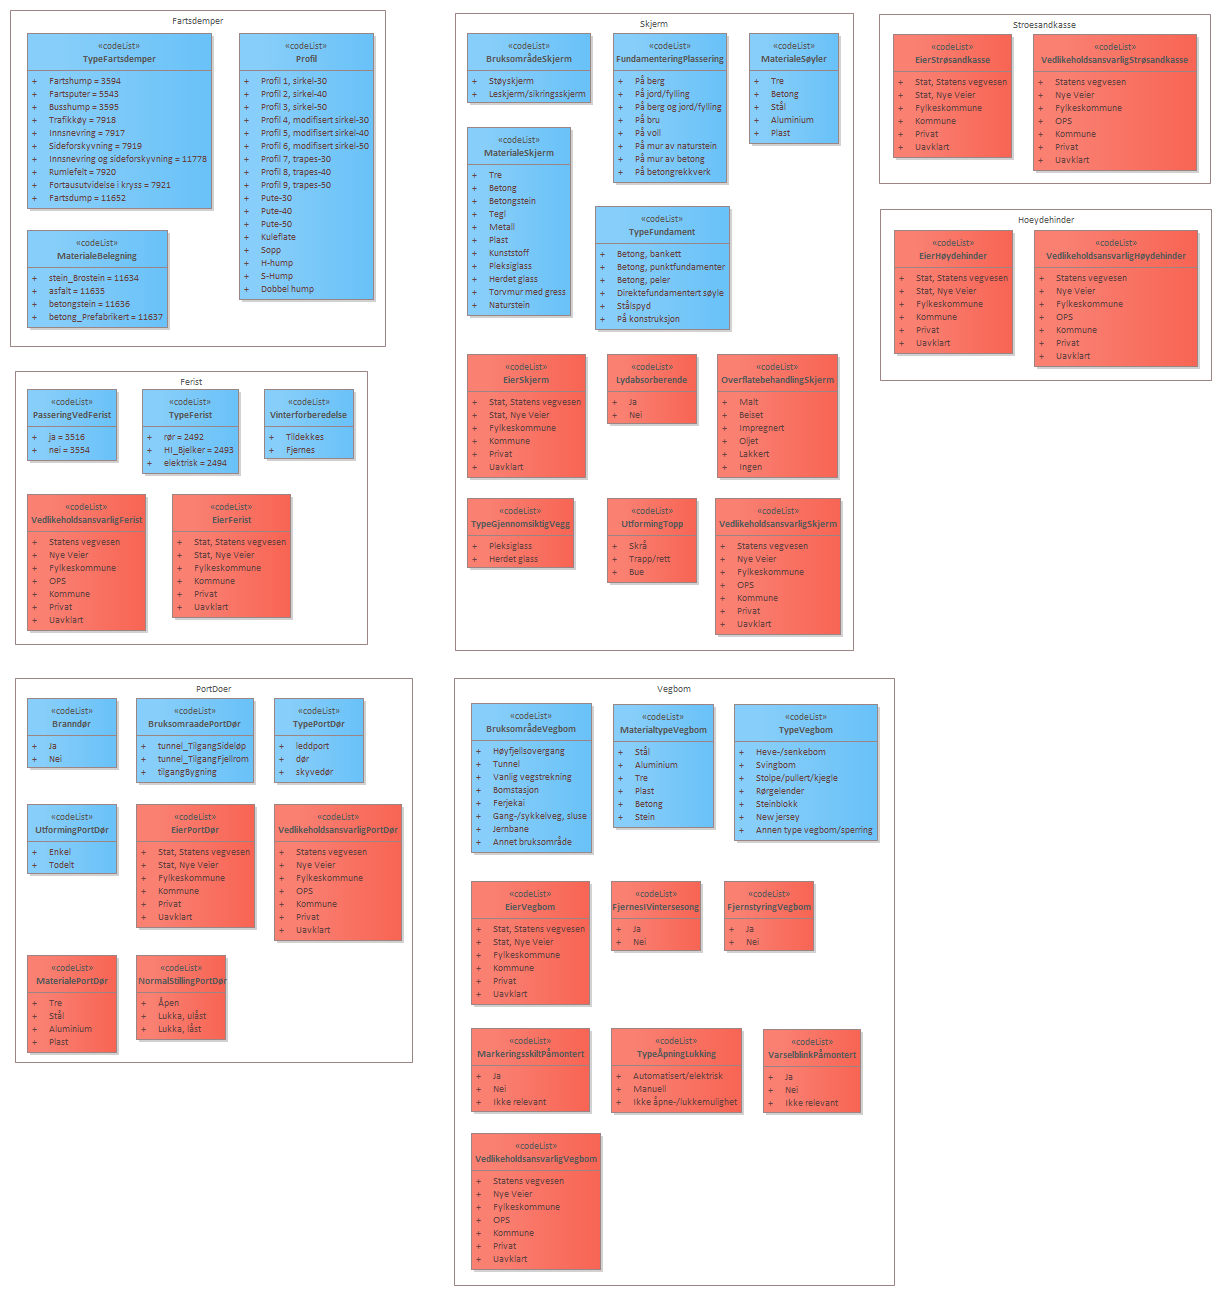 Fartsdemper
«codeList»
TypeFartsdemper
+ Fartshump = 3594
+ Fartsputer = 5543
+ Busshump = 3595
+ Trafikkøy = 7918
+ Innsnevring = 7917
+ Sideforskyvning = 7919
+ Innsnevring og sideforskyvning = 11778
+ Rumlefelt = 7920
+ Fortausutvidelse i kryss = 7921
+ Fartsdump = 11652
«codeList»
Profil
+ Profil 1, sirkel-30
+ Profil 2, sirkel-40
+ Profil 3, sirkel-50
+ Profil 4, modifisert sirkel-30
+ Profil 5, modifisert sirkel-40
+ Profil 6, modifisert sirkel-50
+ Profil 7, trapes-30
+ Profil 8, trapes-40
+ Profil 9, trapes-50
+ Pute-30
+ Pute-40
+ Pute-50
+ Kuleflate
+ Sopp
+ H-hump
+ S-Hump
+ Dobbel hump
«codeList»
MaterialeBelegning
+ stein_Brostein = 11634
+ asfalt = 11635
+ betongstein = 11636
+ betong_Prefabrikert = 11637
Ferist
«codeList»
PasseringVedFerist
+ ja = 3516
+ nei = 3554
«codeList»
TypeFerist
+ rør = 2492
+ HI_Bjelker = 2493
+ elektrisk = 2494
«codeList»
Vinterforberedelse
+ Tildekkes
+ Fjernes
«codeList»
VedlikeholdsansvarligFerist
+ Statens vegvesen
+ Nye Veier
+ Fylkeskommune
+ OPS
+ Kommune
+ Privat
+ Uavklart
«codeList»
EierFerist
+ Stat, Statens vegvesen
+ Stat, Nye Veier
+ Fylkeskommune
+ Kommune
+ Privat
+ Uavklart
Skjerm
«codeList»
BruksområdeSkjerm
+ Støyskjerm
+ Leskjerm/sikringsskjerm
«codeList»
FundamenteringPlassering
+ På berg
+ På jord/fylling
+ På berg og jord/fylling
+ På bru
+ På voll
+ På mur av naturstein
+ På mur av betong
+ På betongrekkverk
«codeList»
MaterialeSøyler
+ Tre
+ Betong
+ Stål
+ Aluminium
+ Plast
«codeList»
MaterialeSkjerm
+ Tre
+ Betong
+ Betongstein
+ Tegl
+ Metall
+ Plast
+ Kunststoff
+ Pleksiglass
+ Herdet glass
+ Torvmur med gress
+ Naturstein
«codeList»
TypeFundament
+ Betong, bankett
+ Betong, punktfundamenter
+ Betong, peler
+ Direktefundamentert søyle
+ Stålspyd
+ På konstruksjon
«codeList»
EierSkjerm
+ Stat, Statens vegvesen
+ Stat, Nye Veier
+ Fylkeskommune
+ Kommune
+ Privat
+ Uavklart
«codeList»
Lydabsorberende
+ Ja
+ Nei
«codeList»
OverflatebehandlingSkjerm
+ Malt
+ Beiset
+ Impregnert
+ Oljet
+ Lakkert
+ Ingen
«codeList»
TypeGjennomsiktigVegg
+ Pleksiglass
+ Herdet glass
«codeList»
UtformingTopp
+ Skrå
+ Trapp/rett
+ Bue
«codeList»
VedlikeholdsansvarligSkjerm
+ Statens vegvesen
+ Nye Veier
+ Fylkeskommune
+ OPS
+ Kommune
+ Privat
+ Uavklart
Stroesandkasse
«codeList»
EierStrøsandkasse
+ Stat, Statens vegvesen
+ Stat, Nye Veier
+ Fylkeskommune
+ Kommune
+ Privat
+ Uavklart
«codeList»
VedlikeholdsansvarligStrøsandkasse
+ Statens vegvesen
+ Nye Veier
+ Fylkeskommune
+ OPS
+ Kommune
+ Privat
+ Uavklart
Hoeydehinder
«codeList»
EierHøydehinder
+ Stat, Statens vegvesen
+ Stat, Nye Veier
+ Fylkeskommune
+ Kommune
+ Privat
+ Uavklart
«codeList»
VedlikeholdsansvarligHøydehinder
+ Statens vegvesen
+ Nye Veier
+ Fylkeskommune
+ OPS
+ Kommune
+ Privat
+ Uavklart
PortDoer
«codeList»
Branndør
+ Ja
+ Nei
«codeList»
BruksomraadePortDør
+ tunnel_TilgangSideløp
+ tunnel_TilgangFjellrom
+ tilgangBygning
«codeList»
TypePortDør
+ leddport
+ dør
+ skyvedør
«codeList»
UtformingPortDør
+ Enkel
+ Todelt
«codeList»
EierPortDør
+ Stat, Statens vegvesen
+ Stat, Nye Veier
+ Fylkeskommune
+ Kommune
+ Privat
+ Uavklart
«codeList»
VedlikeholdsansvarligPortDør
+ Statens vegvesen
+ Nye Veier
+ Fylkeskommune
+ OPS
+ Kommune
+ Privat
+ Uavklart
«codeList»
MaterialePortDør
+ Tre
+ Stål
+ Aluminium
+ Plast
«codeList»
NormalStillingPortDør
+ Åpen
+ Lukka, ulåst
+ Lukka, låst
Vegbom
«codeList»
BruksområdeVegbom
+ Høyfjellsovergang
+ Tunnel
+ Vanlig vegstrekning
+ Bomstasjon
+ Ferjekai
+ Gang-/sykkelveg, sluse
+ Jernbane
+ Annet bruksområde
«codeList»
MaterialtypeVegbom
+ Stål
+ Aluminium
+ Tre
+ Plast
+ Betong
+ Stein
«codeList»
TypeVegbom
+ Heve-/senkebom
+ Svingbom
+ Stolpe/pullert/kjegle
+ Rørgelender
+ Steinblokk
+ New jersey
+ Annen type vegbom/sperring
«codeList»
EierVegbom
+ Stat, Statens vegvesen
+ Stat, Nye Veier
+ Fylkeskommune
+ Kommune
+ Privat
+ Uavklart
«codeList»
FjernesIVintersesong
+ Ja
+ Nei
«codeList»
FjernstyringVegbom
+ Ja
+ Nei
«codeList»
MarkeringsskiltPåmontert
+ Ja
+ Nei
+ Ikke relevant
«codeList»
TypeÅpningLukking
+ Automatisert/elektrisk
+ Manuell
+ Ikke åpne-/lukkemulighet
«codeList»
VarselblinkPåmontert
+ Ja
+ Nei
+ Ikke relevant
«codeList»
VedlikeholdsansvarligVegbom
+ Statens vegvesen
+ Nye Veier
+ Fylkeskommune
+ OPS
+ Kommune
+ Privat
+ Uavklart